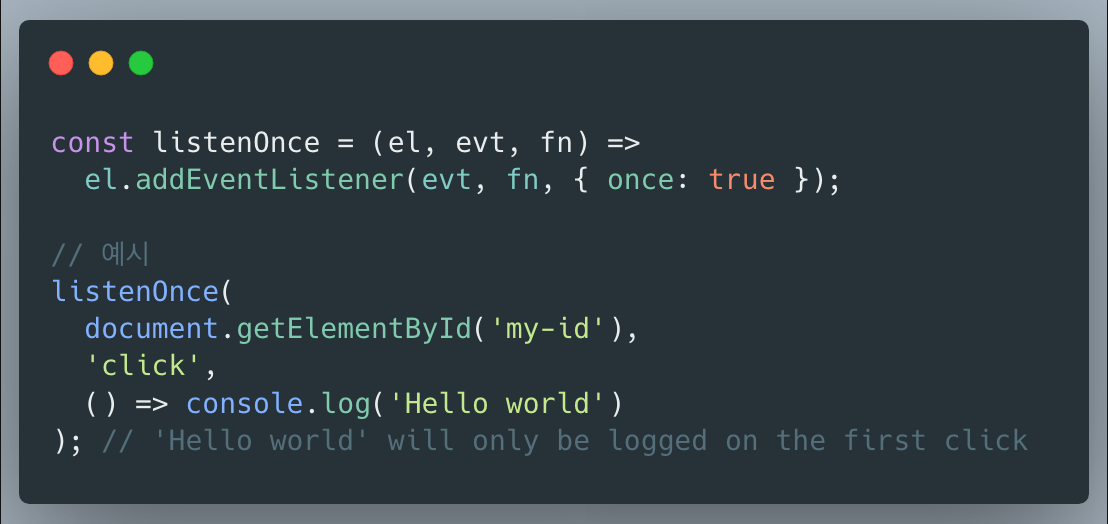 const listenOnce = (el, evt, fn) =>
  el.addEventListener(evt, fn, { once: true });

// 예시
listenOnce(
  document.getElementById('my-id'),
  'click',
  () => console.log('Hello world')
); // 'Hello world' will only be logged on the first click